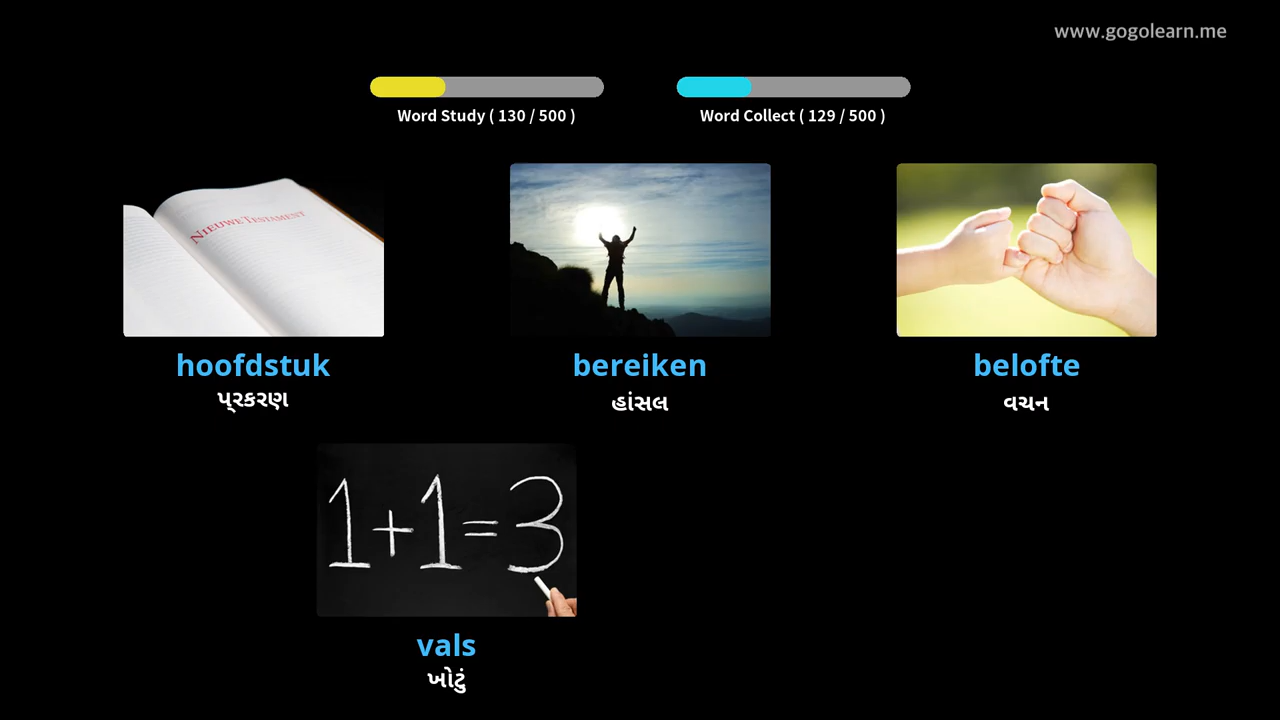 www.gogolearn.me
Word Study ( 130 / 500 )
Word Collect ( 129 / 500 )
NIEUWE TESTAMENT
hoofdstuk
bereiken
belofte
પ્રકરણ
હાંસલ
વચન
1+1=3
vals
ખોટું